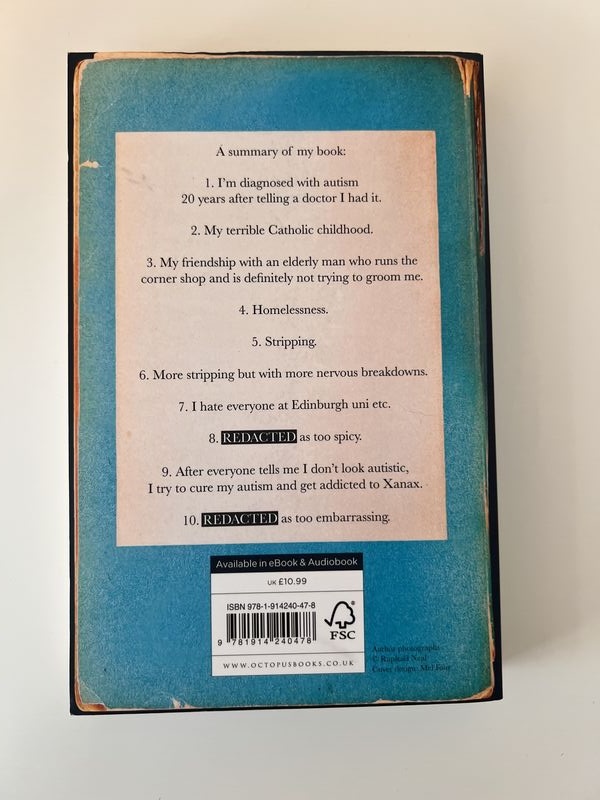 A summary of my book:
1. I'm diagnosed with autism
20 years after telling a doctor I had it.
2. My terrible Catholic childhood.
3. My friendship with an elderly man who runs the
corner shop and is definitely not trying to groom me.
4. Homelessness.
5. Stripping.
6. More stripping but with more nervous breakdowns.
7. I hate everyone at Edinburgh uni etc.
8. REDACTED as too spicy.
9. After everyone tells me I don't look autistic,
I try to cure my autism and get addicted to Xanax.
10. REDACTED as too embarrassing.
Available in eBook & Audiobook
UK £10.99
ISBN 978-1-914240-47-8
9 781914 240478
FSC
WWW.OCTOPUSBOOKS.CO.UK
Author photographs
© Raphaël Neal
Cover design: Mel Four